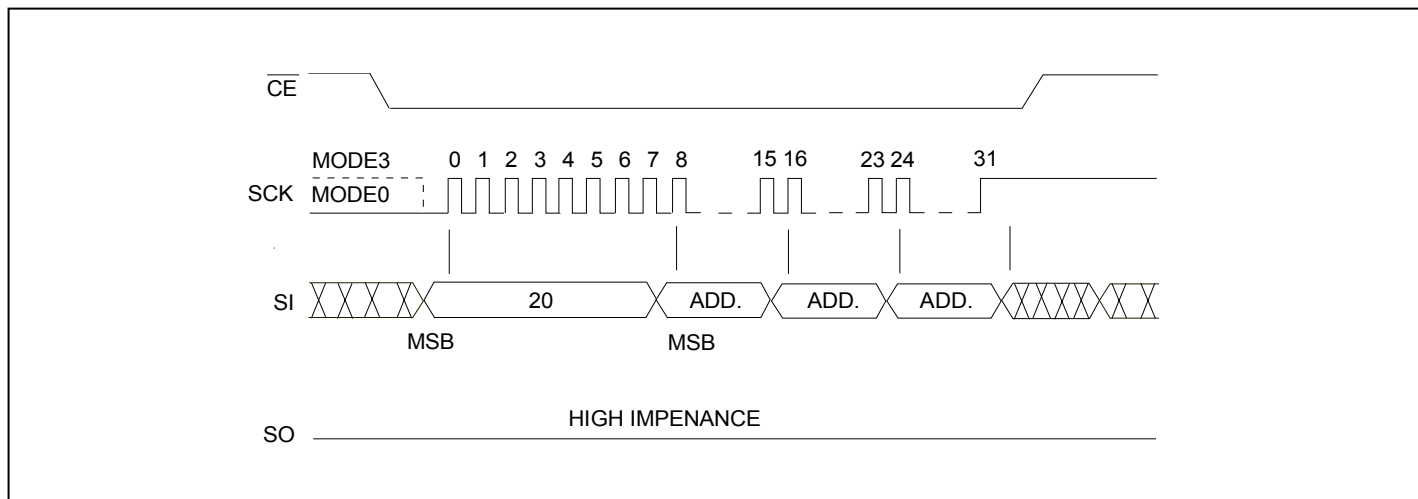 CE
MODE3 0 1 2 3 4 5 6 7 8 15 16 23 24 31
SCK MODE0
SI 20 ADD. ADD. ADD.
MSB MSB
HIGH IMPENANCE
SO